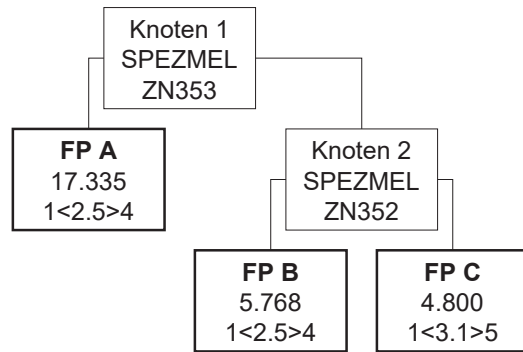 Knoten 1
SPEZMEL
ZN353
FP A
17.335
1<2.5>4
Knoten 2
SPEZMEL
ZN352
FP B
5.768
1<2.5>4
FP C
4.800
1<3.1>5